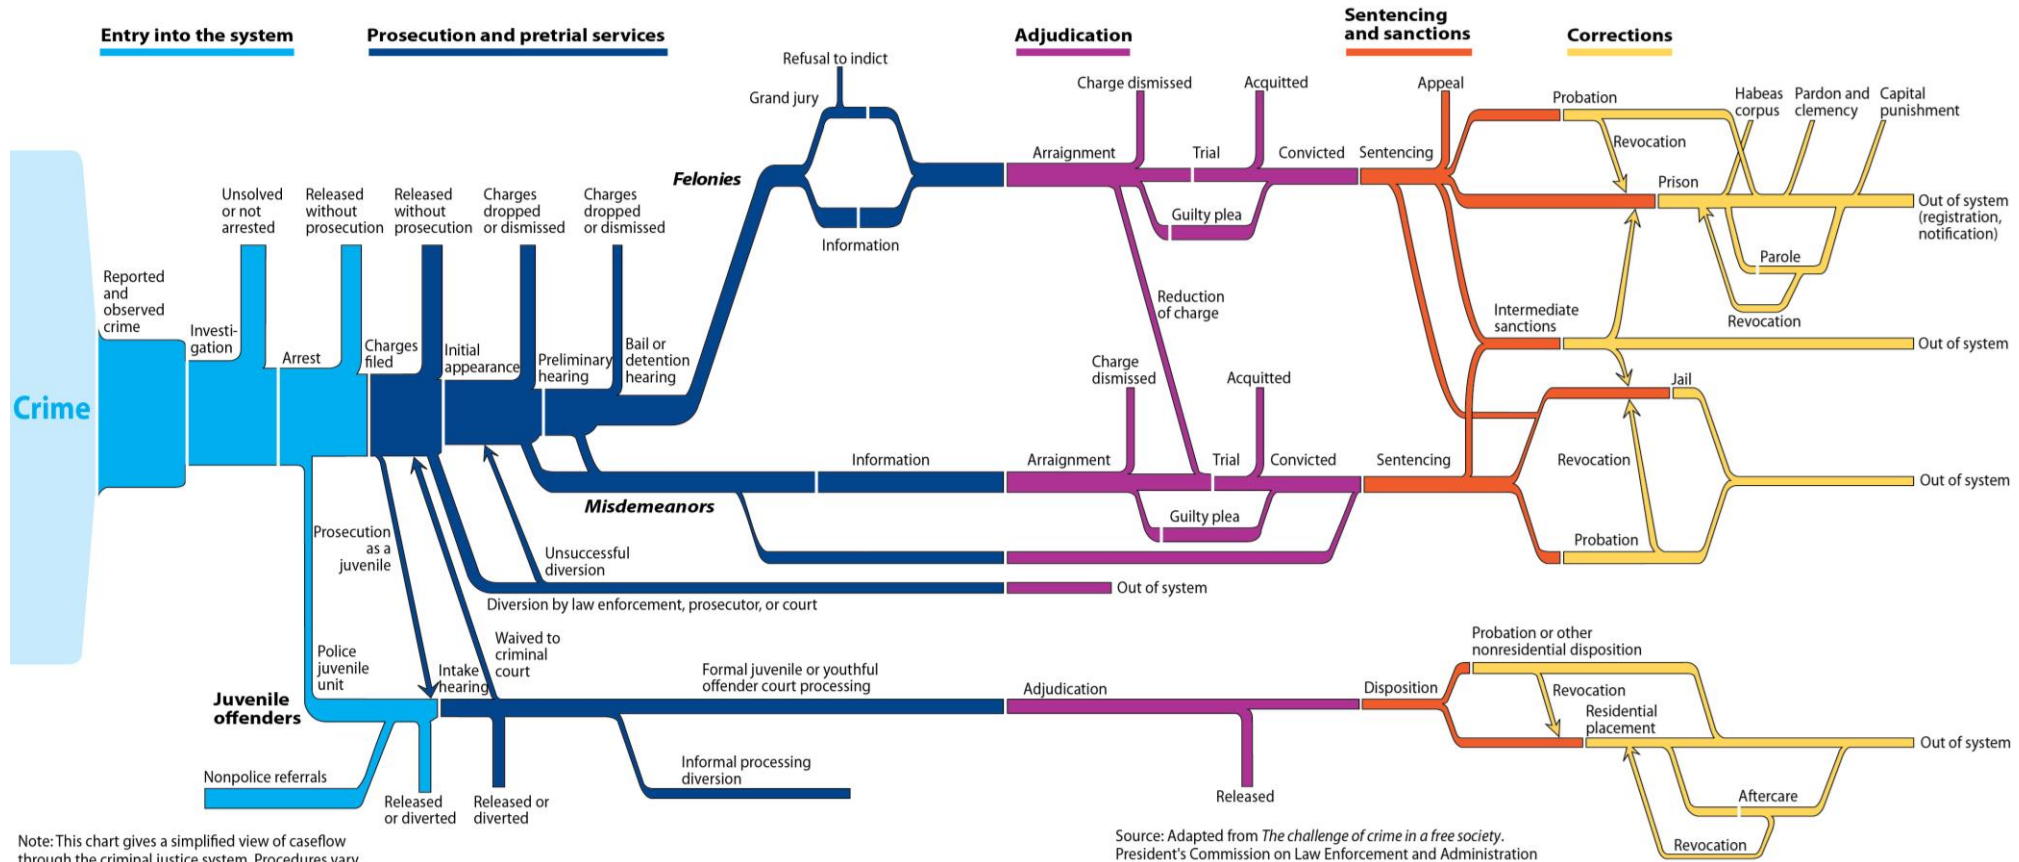 Entry into the system
Prosecution and pretrial services
Adjudication
Sentencing
and sanctions
Corrections
Crime
Reported
and
observed
crime
Investi-
gation
Unsolved
or not
arrested
Arrest
Released
without
prosecution
Charges
filed
Released
without
prosecution
Initial
appearance
Charges
dropped
or dismissed
Preliminary
hearing
Charges
dropped
or dismissed
Bail or
detention
hearing
Felonies
Grand jury
Refusal to indict
Information
Arraignment
Charge dismissed
Trial
Acquitted
Convicted
Guilty plea
Reduction
of charge
Sentencing
Appeal
Probation
Revocation
Prison
Habeas
corpus
Pardon and
clemency
Capital
punishment
Out of system
(registration,
notification)
Parole
Revocation
Intermediate
sanctions
Out of system
Misdemeanors
Information
Arraignment
Charge
dismissed
Trial
Acquitted
Convicted
Guilty plea
Sentencing
Jail
Revocation
Probation
Out of system
Unsuccessful
diversion
Diversion by law enforcement, prosecutor, or court
Out of system
Prosecution
as a
juvenile
Waived to
criminal
court
Police
juvenile
unit
Juvenile
offenders
Nonpolice referrals
Released
or diverted
Intake
hearing
Released or
diverted
Formal juvenile or youthful
offender court processing
Informal processing
diversion
Adjudication
Released
Disposition
Probation or other
nonresidential disposition
Revocation
Residential
placement
Out of system
Aftercare
Revocation
Note: This chart gives a simplified view of caseflow
through the criminal justice system. Procedures vary
Source: Adapted from The challenge of crime in a free society.
President's Commission on Law Enforcement and Administration